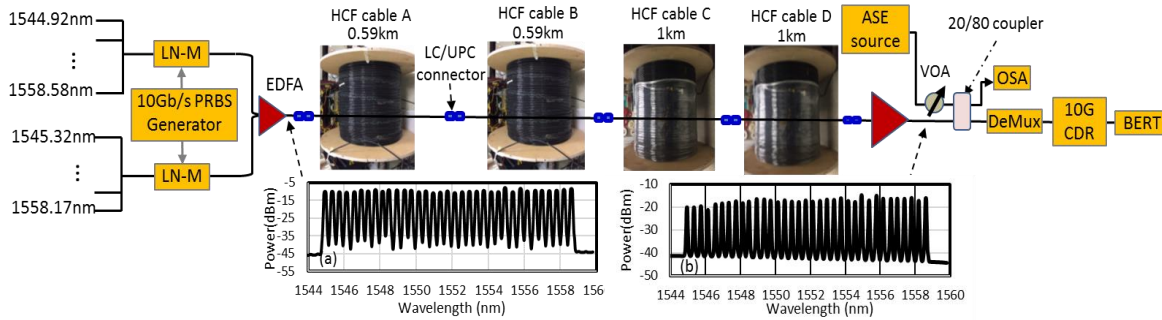 1544.92nm
⋮
1558.58nm
LN-M
10Gb/s PRBS
Generator
1545.32nm
⋮
1558.17nm
LN-M
EDFA
HCF cable A
0.59km
LC/UPC
connector
HCF cable B
0.59km
HCF cable C
1km
HCF cable D
1km
ASE
source
VOA
20/80 coupler
OSA
DeMux
10G
CDR
BERT
Power(dBm)
-5
-15
-25
-35
-45
-55
(a)
1544 1546 1548 1550 1552 1554 1556 1558 156
Wavelength (nm)
Power(dBm)
-10
-20
-30
-40
-50
(b)
1544 1546 1548 1550 1552 1554 1556 1558 1560
Wavelength (nm)